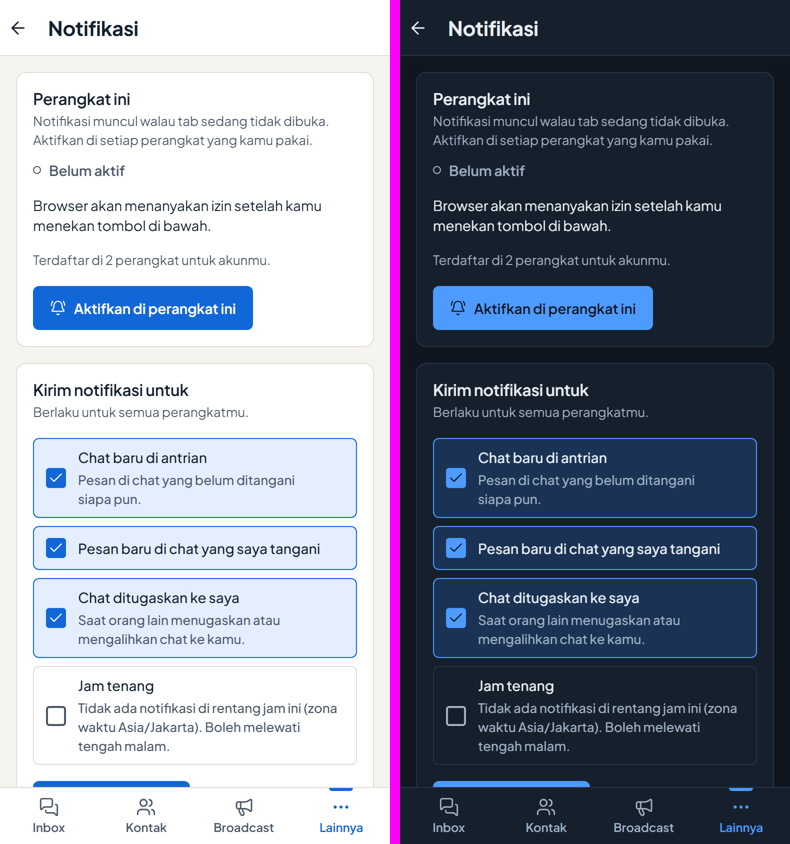 Notifikasi
Perangkat ini
Notifikasi muncul walau tab sedang tidak dibuka.
Aktifkan di setiap perangkat yang kamu pakai.
Belum aktif
Browser akan menanyakan izin setelah kamu
menekan tombol di bawah.
Terdaftar di 2 perangkat untuk akunmu.
Aktifkan di perangkat ini
Kirim notifikasi untuk
Berlaku untuk semua perangkatmu.
Chat baru di antrian
Pesan di chat yang belum ditangani
siapa pun.
Pesan baru di chat yang saya tangani
Chat ditugaskan ke saya
Saat orang lain menugaskan atau
mengalihkan chat ke kamu.
Jam tenang
Tidak ada notifikasi di rentang jam ini (zona
waktu Asia/Jakarta). Boleh melewati
tengah malam.
Inbox
Kontak
Broadcast
Lainnya
Notifikasi
Perangkat ini
Notifikasi muncul walau tab sedang tidak dibuka.
Aktifkan di setiap perangkat yang kamu pakai.
Belum aktif
Browser akan menanyakan izin setelah kamu
menekan tombol di bawah.
Terdaftar di 2 perangkat untuk akunmu.
Aktifkan di perangkat ini
Kirim notifikasi untuk
Berlaku untuk semua perangkatmu.
Chat baru di antrian
Pesan di chat yang belum ditangani
siapa pun.
Pesan baru di chat yang saya tangani
Chat ditugaskan ke saya
Saat orang lain menugaskan atau
mengalihkan chat ke kamu.
Jam tenang
Tidak ada notifikasi di rentang jam ini (zona
waktu Asia/Jakarta). Boleh melewati
tengah malam.
Inbox
Kontak
Broadcast
Lainnya